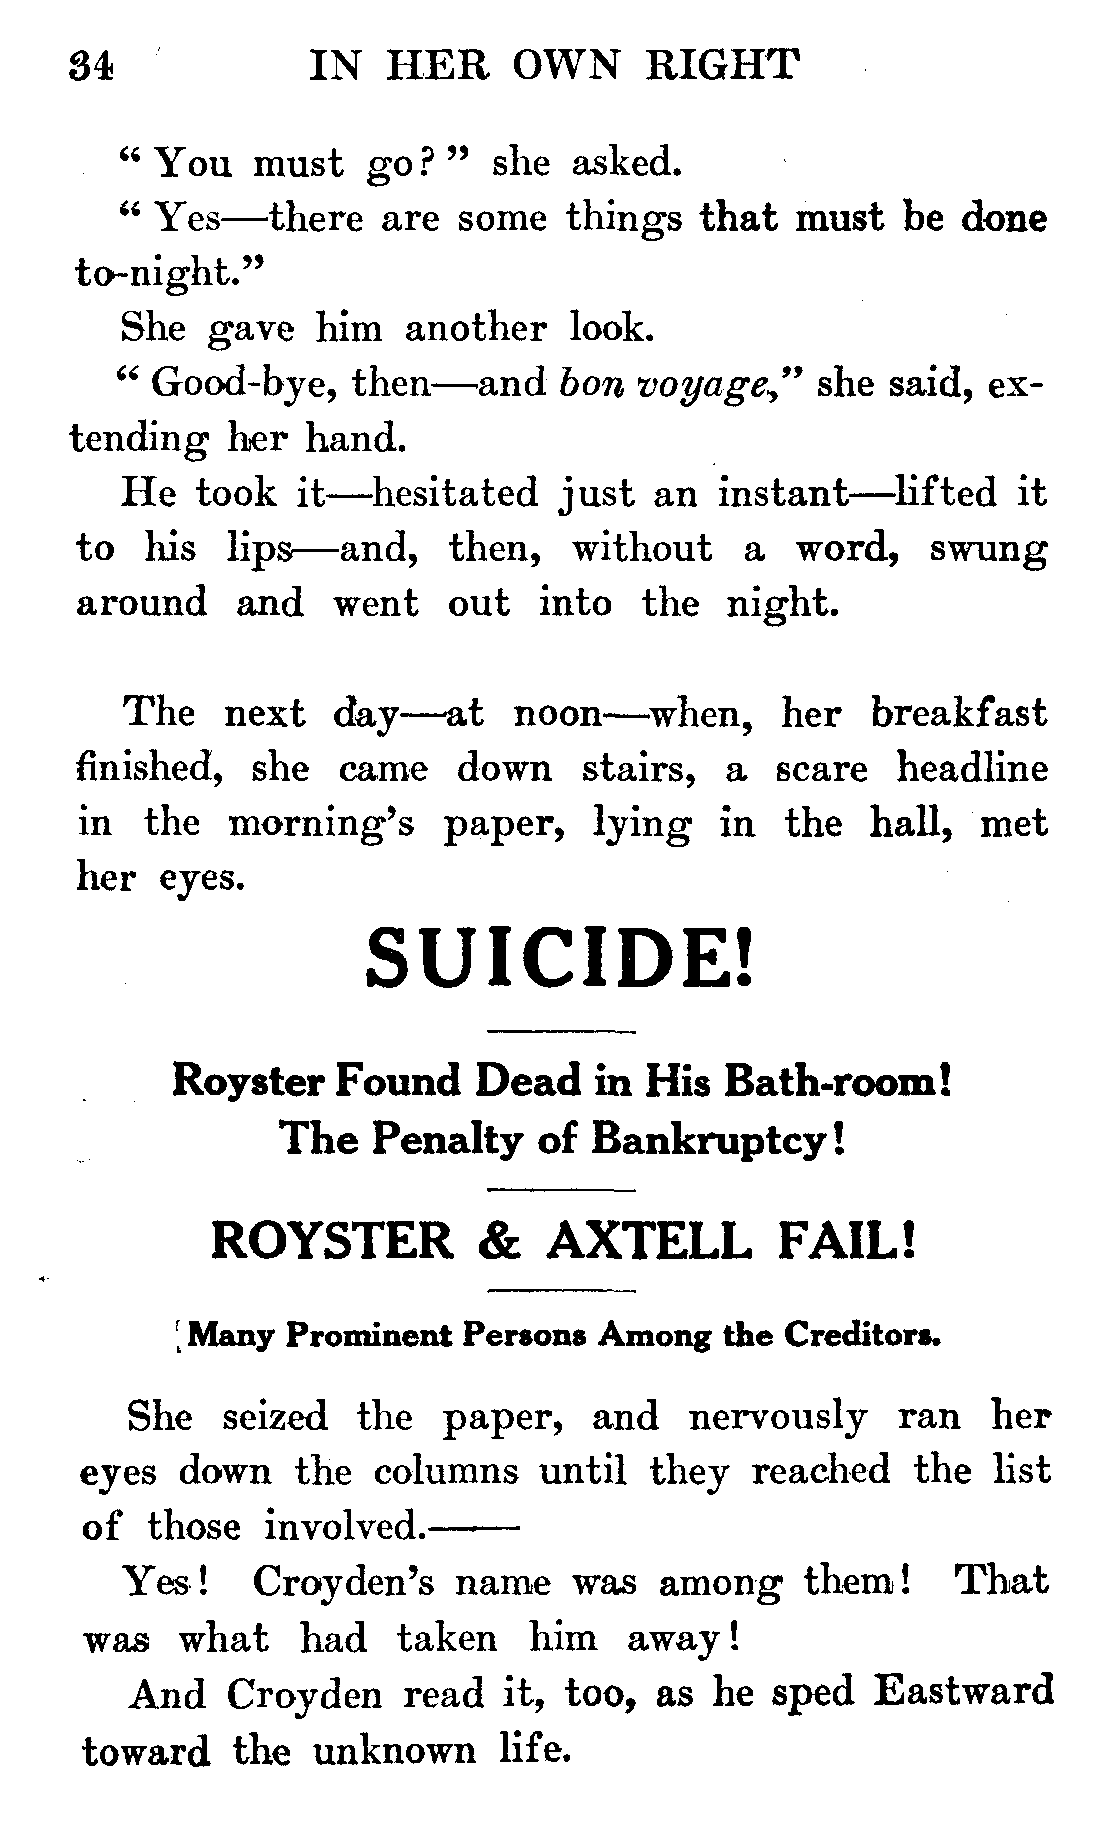 34 IN HER OWN RIGHT
“ You must go? ” she asked.
“ Yes—there are some things that must be done
to-night.”
She gave him another look.
“ Good-bye, then—and bon voyage,” she said, ex-
tending her hand.
He took it—hesitated just an instant—lifted it
to his lips—and, then, without a word, swung
around and went out into the night.
The next day—at noon—when, her breakfast
finished, she came down stairs, a scare headline
in the morning’s paper, lying in the hall, met
her eyes.
SUICIDE!
Royster Found Dead in His Bath-room!
The Penalty of Bankruptcy!
ROYSTER & AXTELL FAIL!
Many Prominent Persons Among the Creditors.
She seized the paper, and nervously ran her
eyes down the columns until they reached the list
of those involved.——
Yes! Croyden’s name was among them! That
was what had taken him away!
And Croyden read it, too, as he sped Eastward
toward the unknown life.